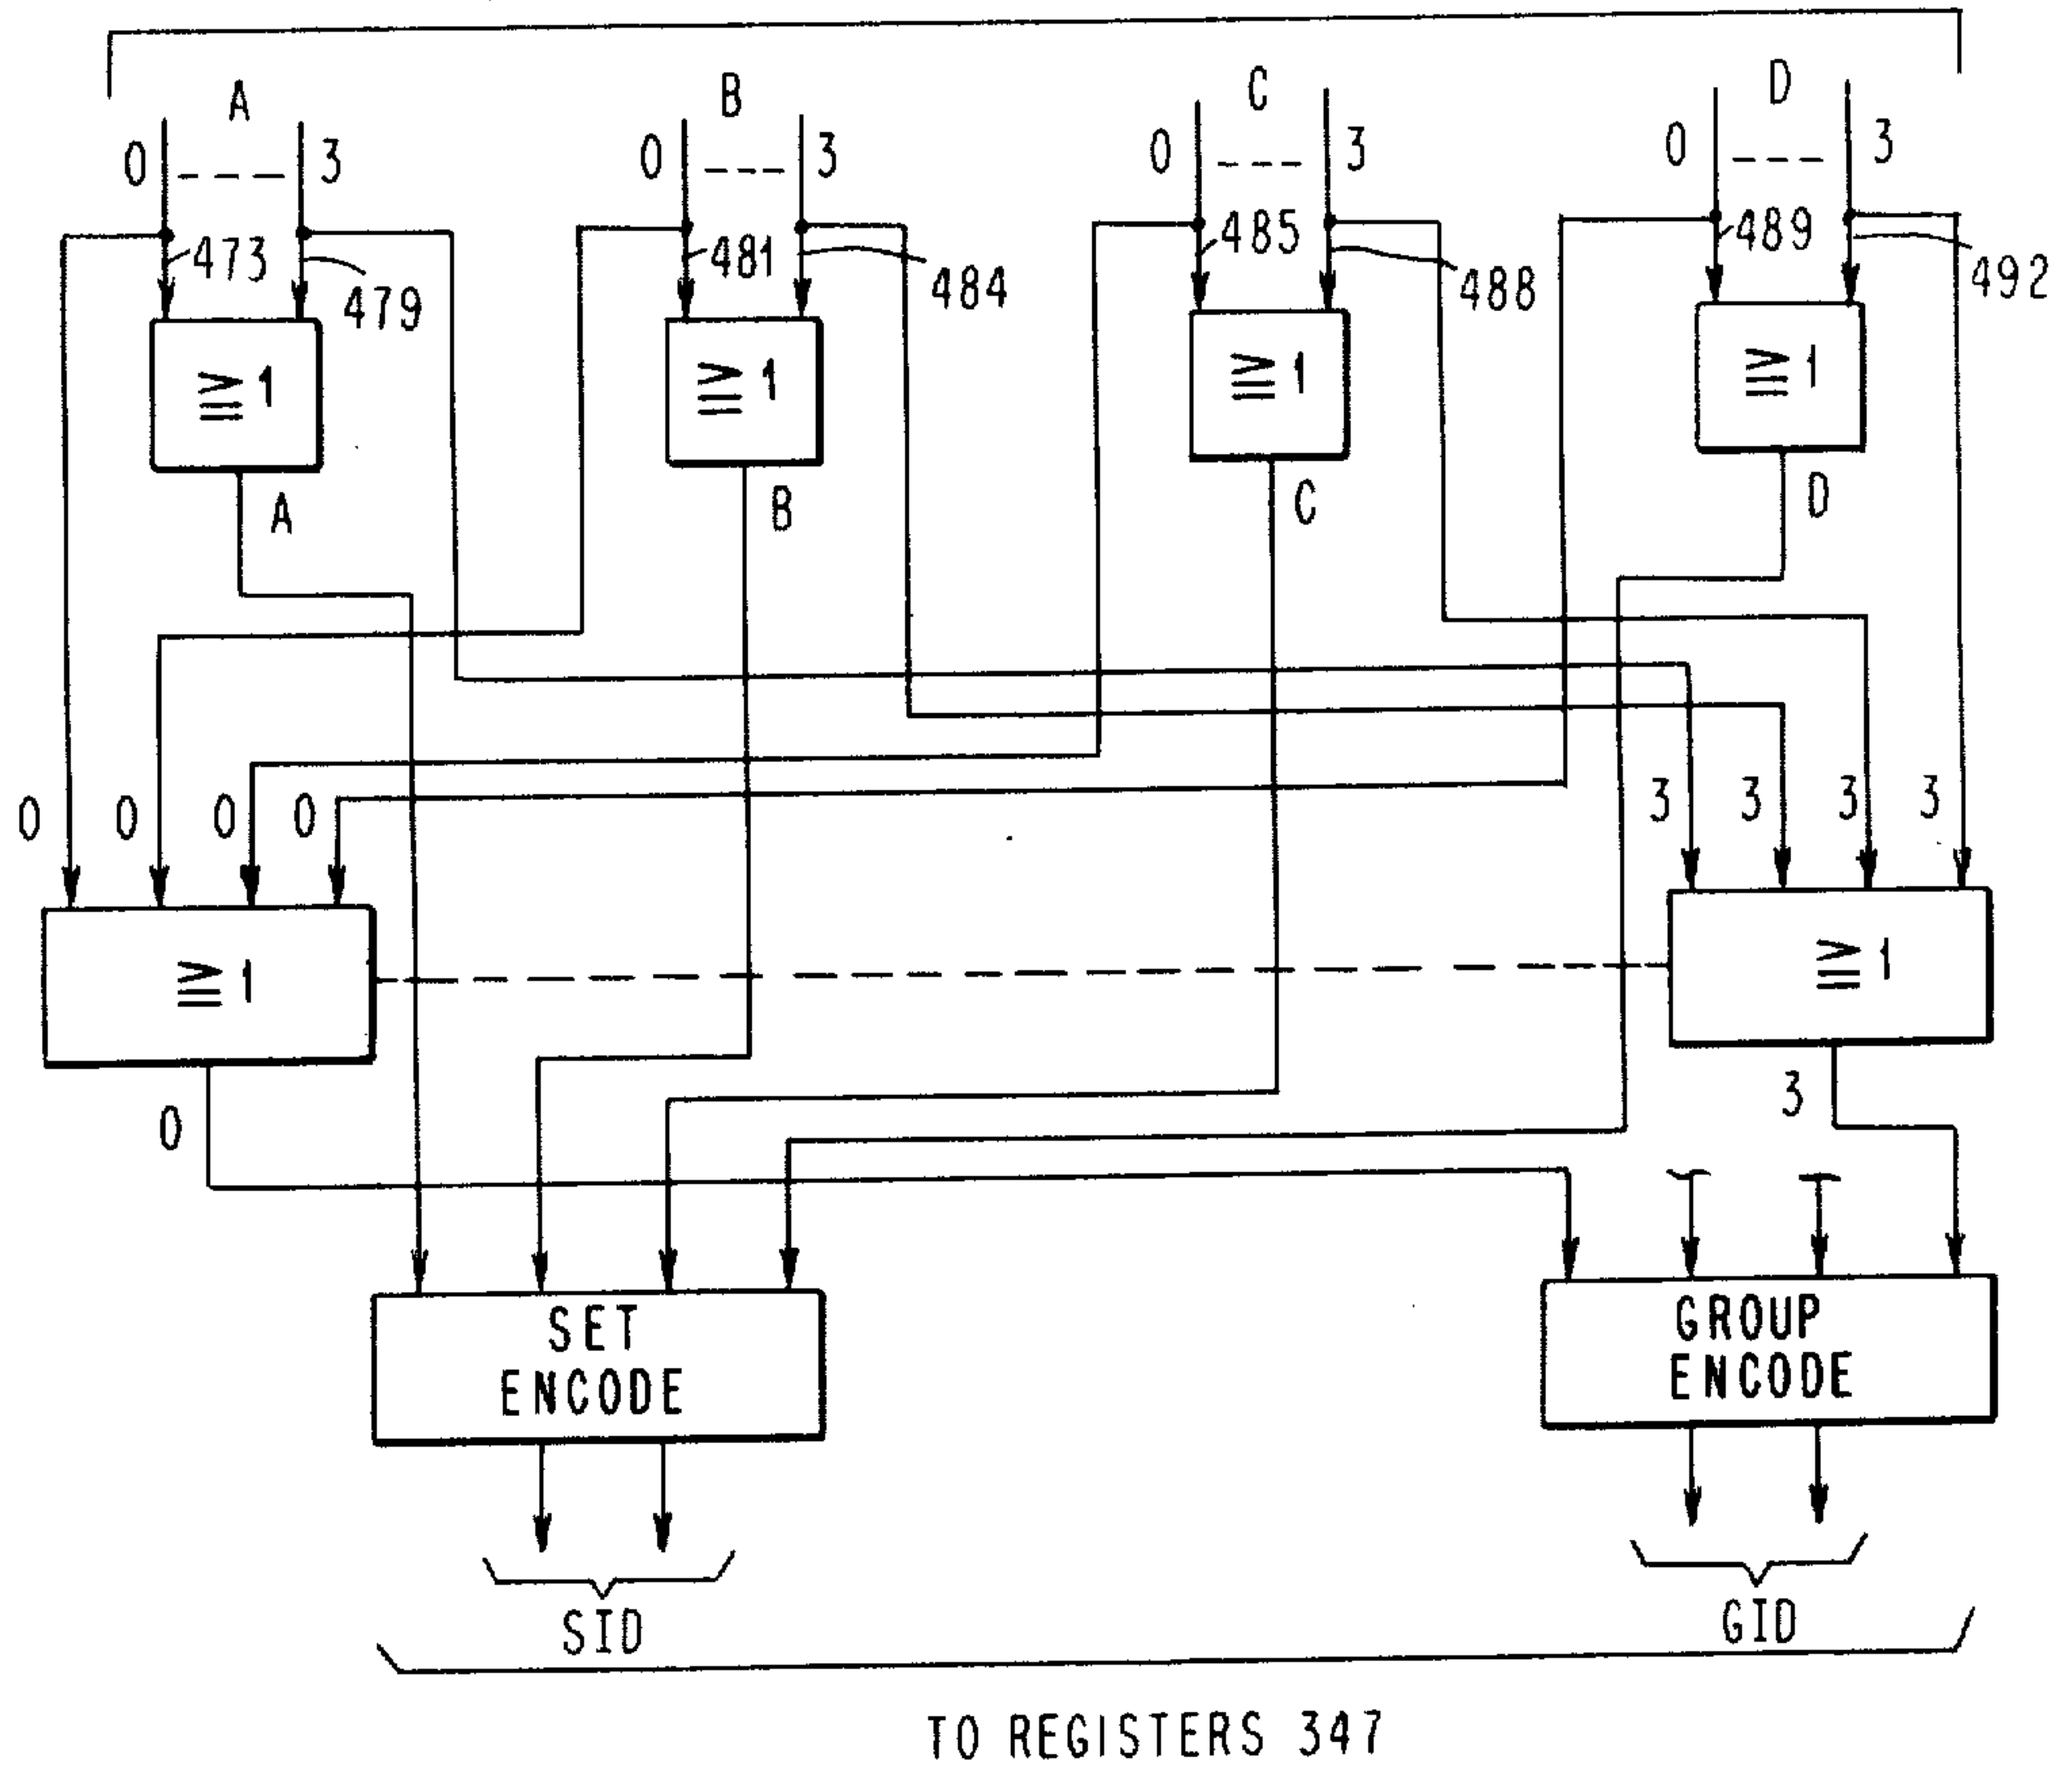 A B C D
0 --- 3 0 --- 3 0 --- 3 0 --- 3
473 479 481 484 485 488 489 492
≧1 ≧1 ≧1 ≧1
A B C D
0 0 0 0 3 3 3 3
≧1 ≧1
0 3
SET
ENCODE
GROUP
ENCODE
SID GID
TO REGISTERS 347